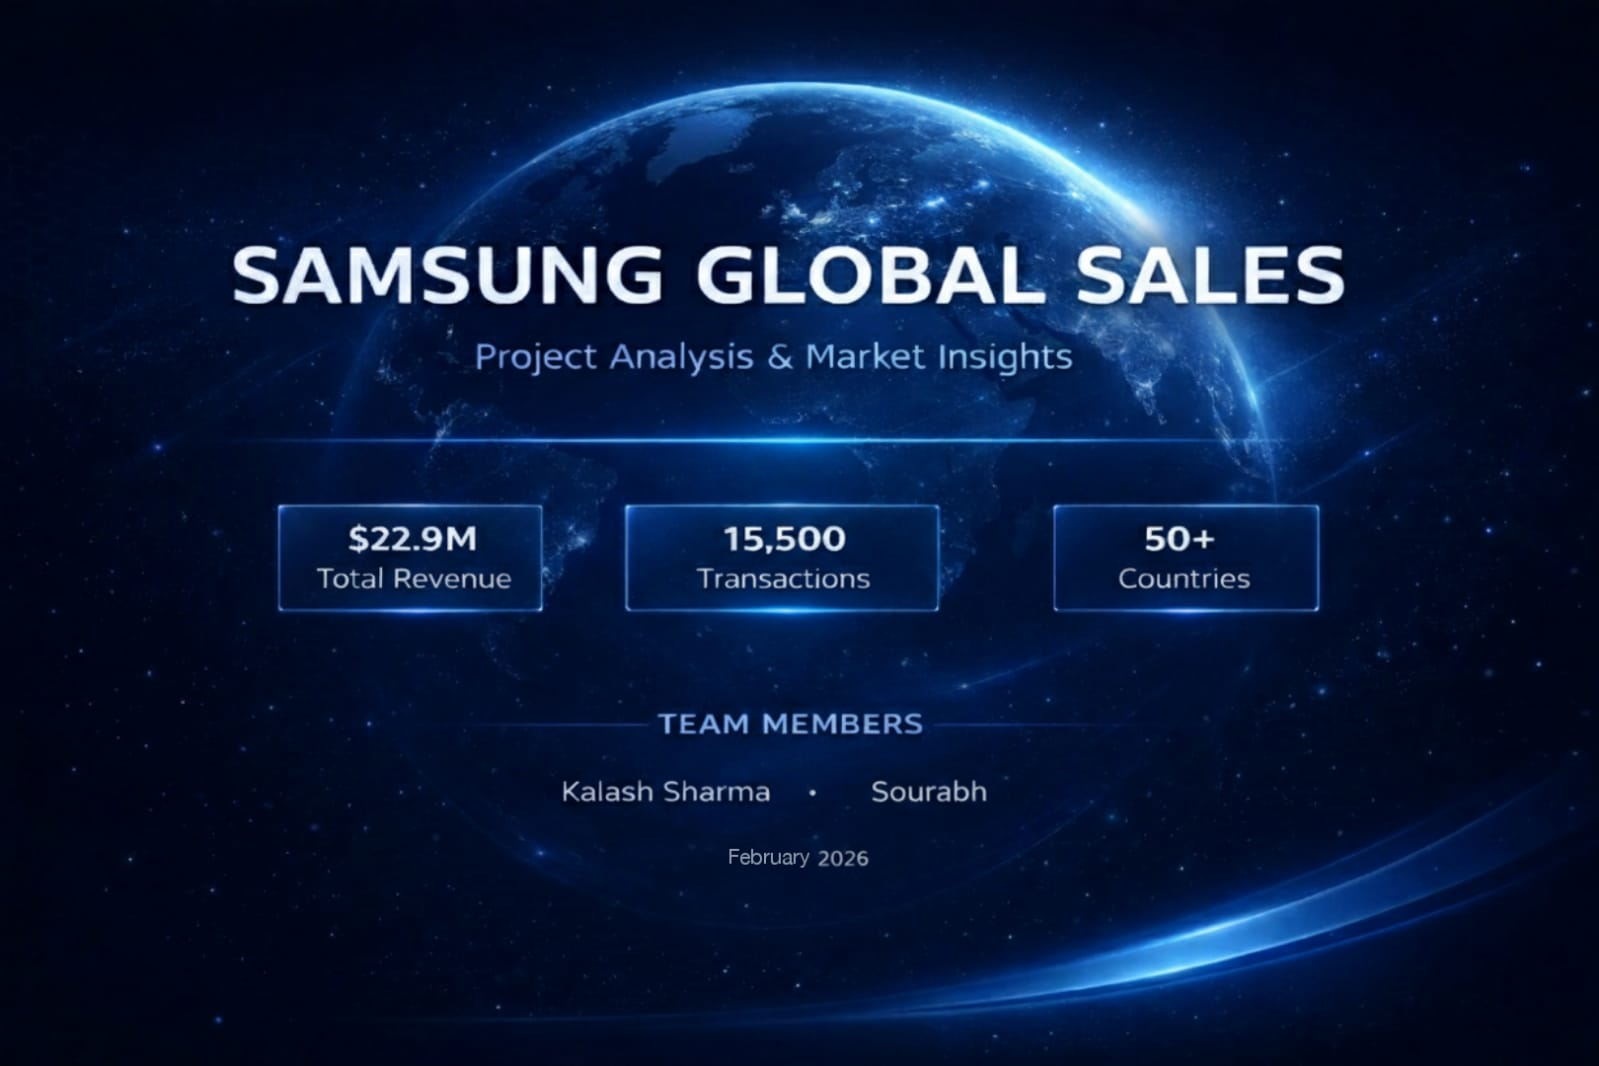 SAMSUNG GLOBAL SALES
Project Analysis & Market Insights
$22.9M
Total Revenue
15,500
Transactions
50+
Countries
TEAM MEMBERS
Kalash Sharma • Sourabh
February 2026